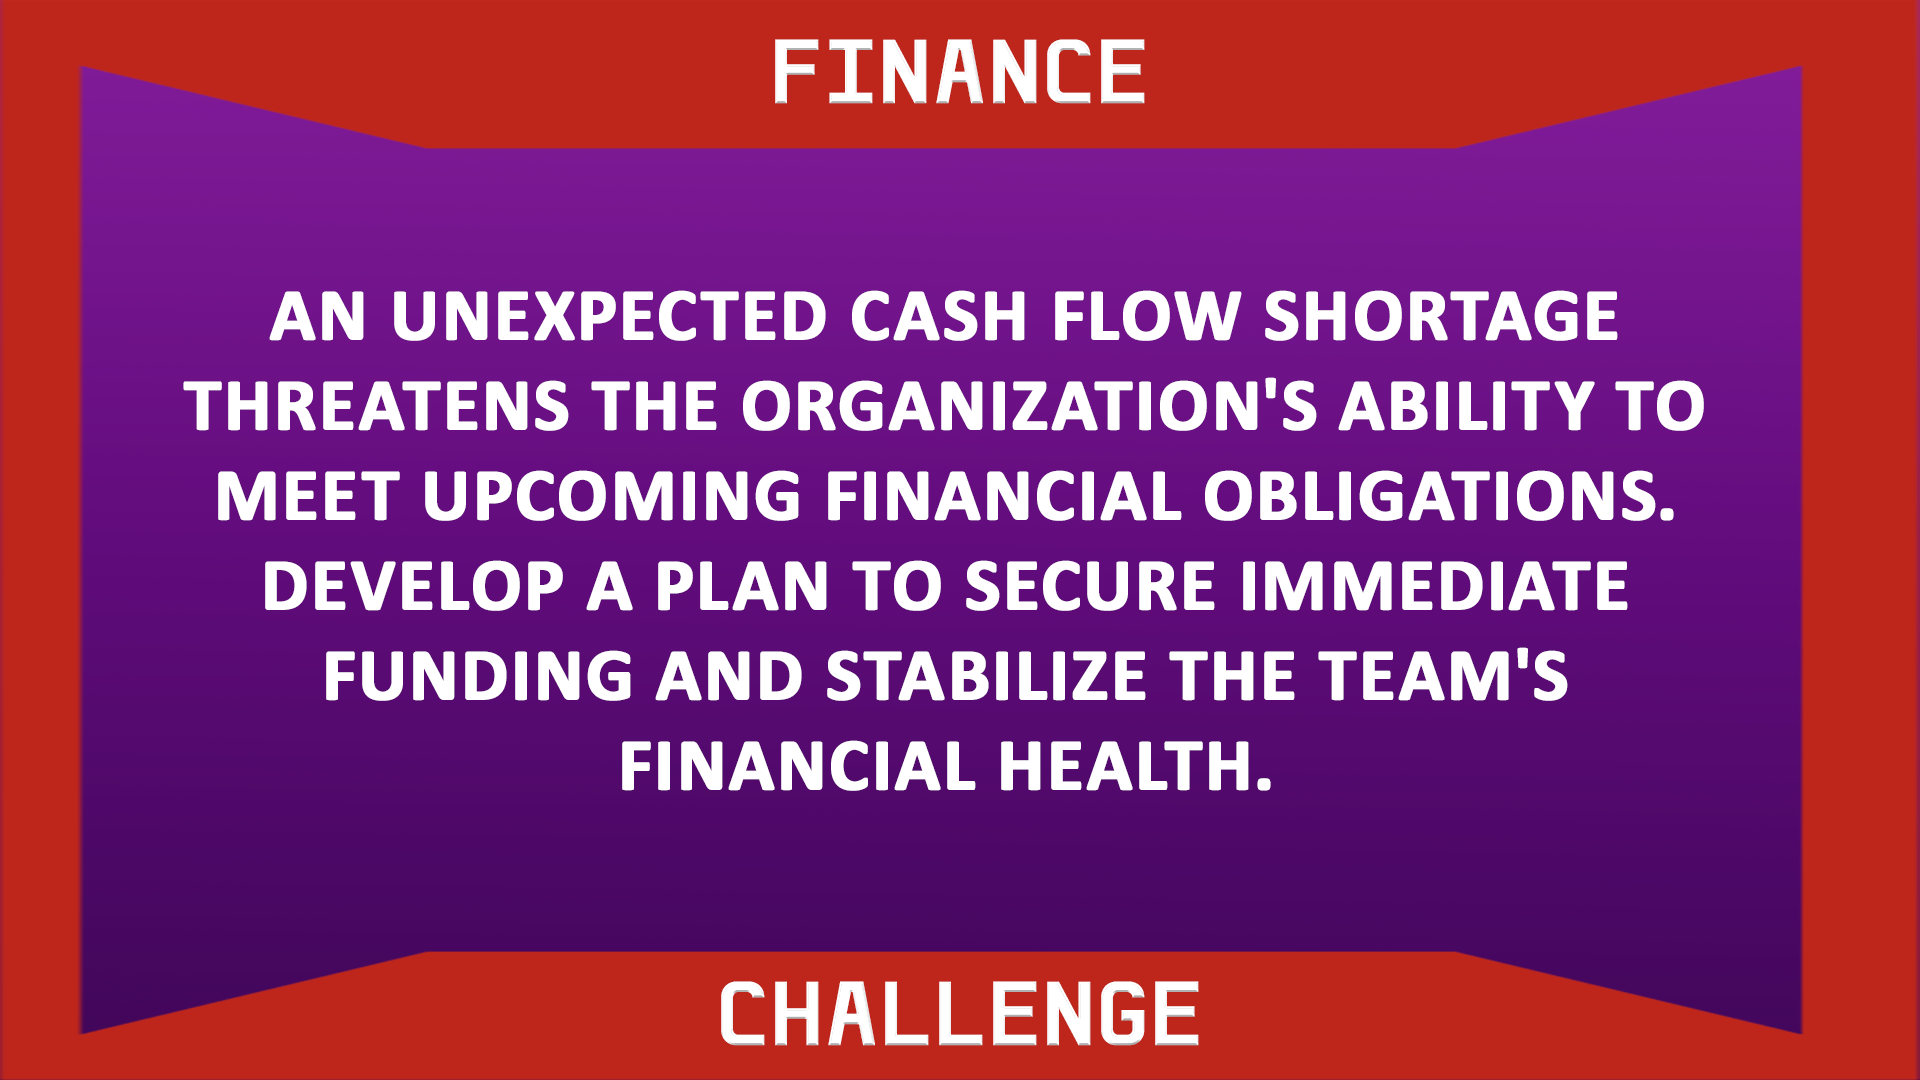 FINANCE
AN UNEXPECTED CASH FLOW SHORTAGE
THREATENS THE ORGANIZATION'S ABILITY TO
MEET UPCOMING FINANCIAL OBLIGATIONS.
DEVELOP A PLAN TO SECURE IMMEDIATE
FUNDING AND STABILIZE THE TEAM'S
FINANCIAL HEALTH.
CHALLENGE